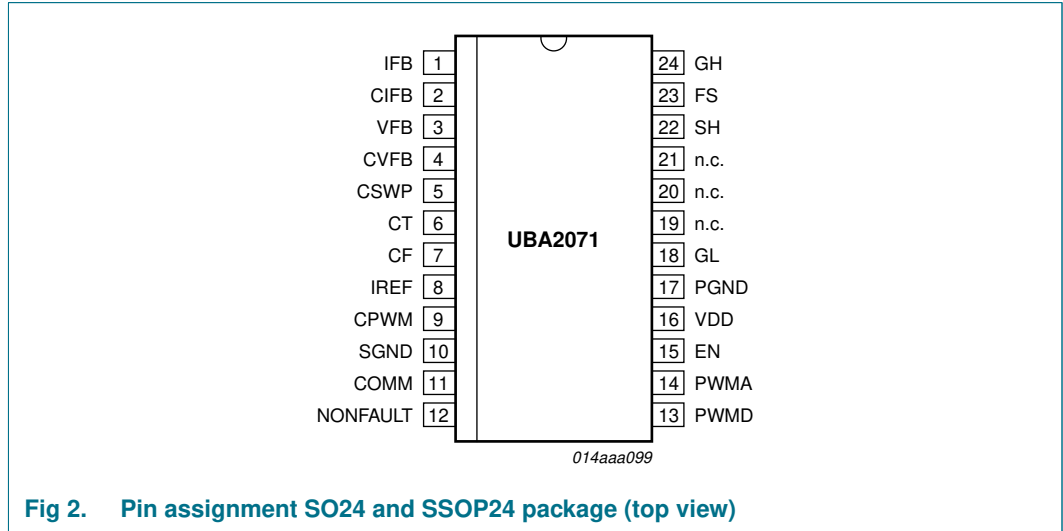 IFB 1 24 GH
CIFB 2 23 FS
VFB 3 22 SH
CVFB 4 21 n.c.
CSWP 5 20 n.c.
CT 6 19 n.c.
UBA2071
CF 7 18 GL
IREF 8 17 PGND
CPWM 9 16 VDD
SGND 10 15 EN
COMM 11 14 PWMA
NONFAULT 12 13 PWMD
014aaa099
Fig 2. Pin assignment SO24 and SSOP24 package (top view)